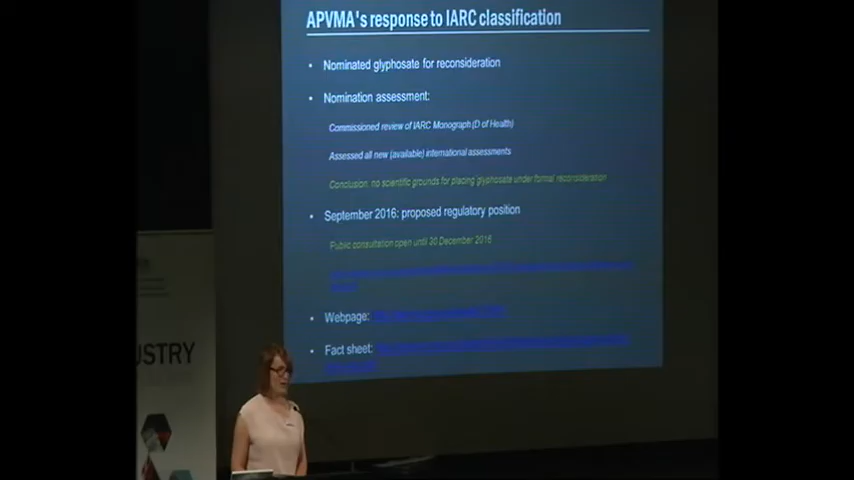 APVMA's response to IARC classification
• Nominated glyphosate for reconsideration
• Nomination assessment:
Commissioned review of IARC Monograph (D of Health)
Assessed all new (available) international assessments
Conclusion: no scientific grounds for placing glyphosate under formal reconsideration
• September 2016: proposed regulatory position
Public consultation open until 30 December 2016
• Webpage:
• Fact sheet:
USTRY